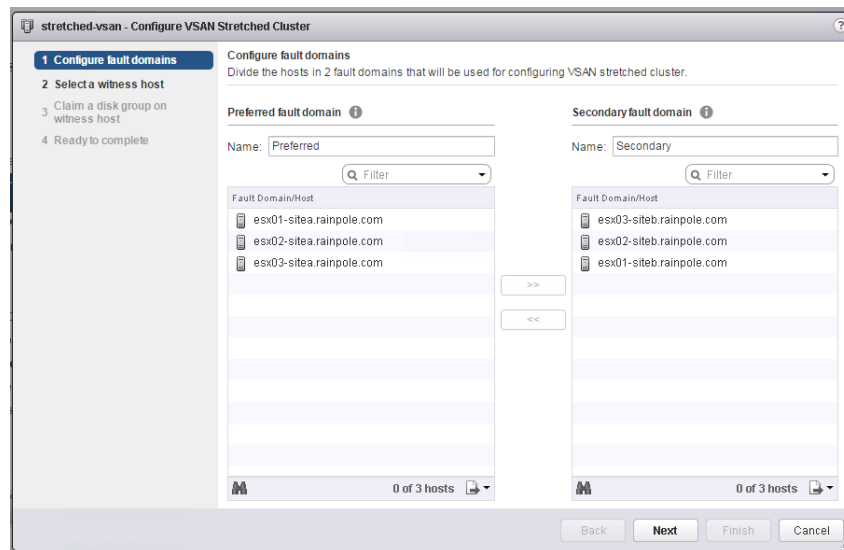 stretched-vsan - Configure VSAN Stretched Cluster
?
1 Configure fault domains
2 Select a witness host
3 Claim a disk group on
witness host
4 Ready to complete
Configure fault domains
Divide the hosts in 2 fault domains that will be used for configuring VSAN stretched cluster.
Preferred fault domain
Name: Preferred
Filter
Fault Domain/Host
esx01-sitea.rainpole.com
esx02-sitea.rainpole.com
esx03-sitea.rainpole.com
0 of 3 hosts
>>
<<
Secondary fault domain
Name: Secondary
Filter
Fault Domain/Host
esx03-siteb.rainpole.com
esx02-siteb.rainpole.com
esx01-siteb.rainpole.com
0 of 3 hosts
Back Next Finish Cancel